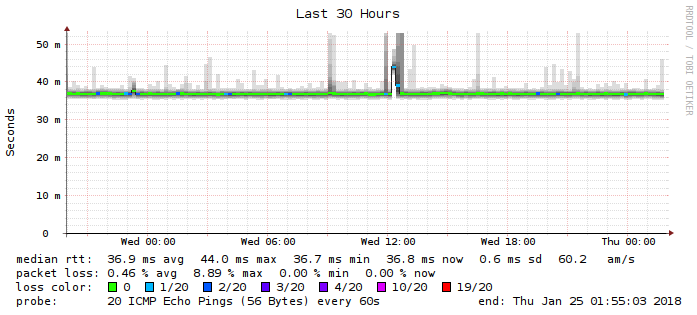 Last 30 Hours
RRDTOOL / TOBI OETIKER
Seconds
50 m
40 m
30 m
20 m
10 m
0
Wed 00:00 Wed 06:00 Wed 12:00 Wed 18:00 Thu 00:00
median rtt: 36.9 ms avg 44.0 ms max 36.7 ms min 36.8 ms now 0.6 ms sd 60.2 am/s
packet loss: 0.46 % avg 8.89 % max 0.00 % min 0.00 % now
loss color: 0 1/20 2/20 3/20 4/20 10/20 19/20
probe: 20 ICMP Echo Pings (56 Bytes) every 60s end: Thu Jan 25 01:55:03 2018